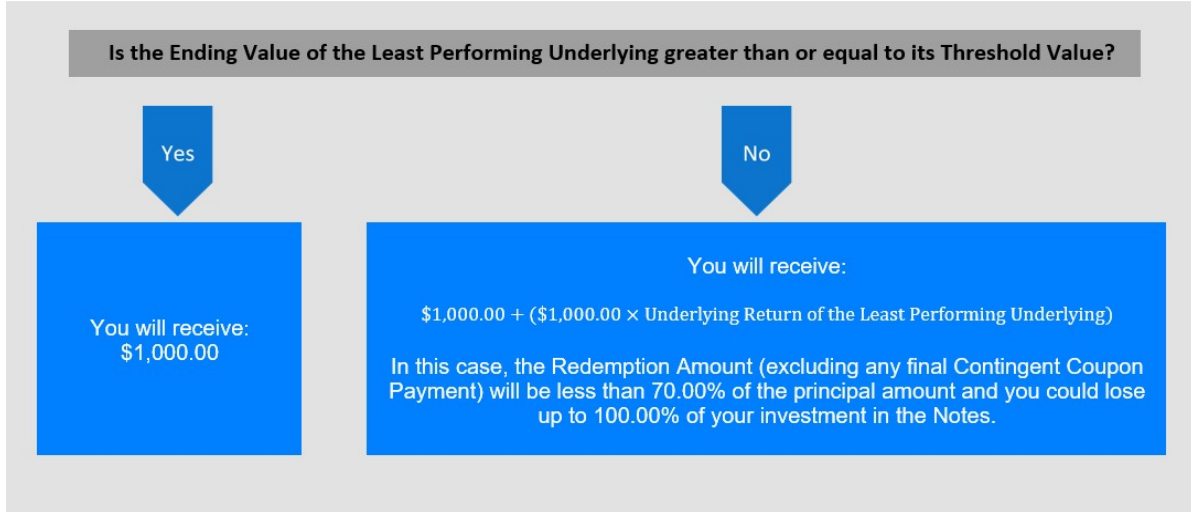 Is the Ending Value of the Least Performing Underlying greater than or equal to its Threshold Value?
Yes
No
You will receive:
$1,000.00
You will receive:
$1,000.00 + ($1,000.00 × Underlying Return of the Least Performing Underlying)
In this case, the Redemption Amount (excluding any final Contingent Coupon
Payment) will be less than 70.00% of the principal amount and you could lose
up to 100.00% of your investment in the Notes.